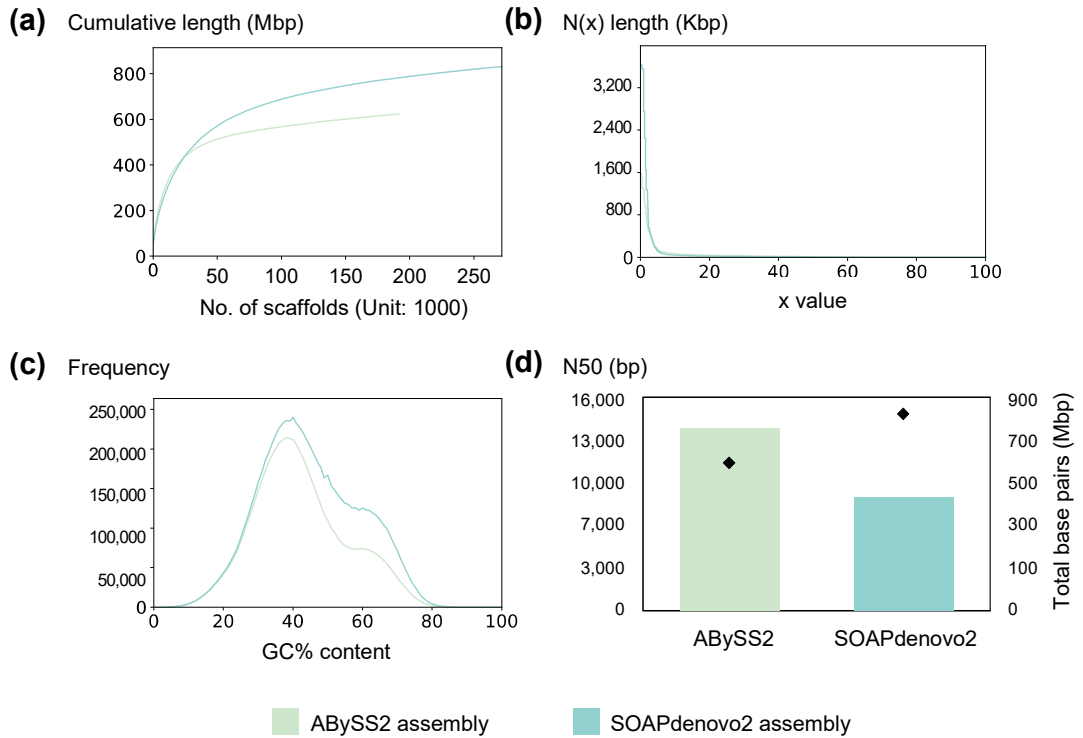 (a) Cumulative length (Mbp)
800
600
400
200
0
0 50 100 150 200 250
No. of scaffolds (Unit: 1000)
(b) N(x) length (Kbp)
3,200
2,400
1,600
800
0
0 20 40 60 80 100
x value
(c) Frequency
250,000
200,000
150,000
100,000
50,000
0
0 20 40 60 80 100
GC% content
(d) N50 (bp)
16,000
13,000
10,000
7,000
3,000
0
900
700
500
300
100
0
Total base pairs (Mbp)
ABySS2 SOAPdenovo2
ABySS2 assembly SOAPdenovo2 assembly